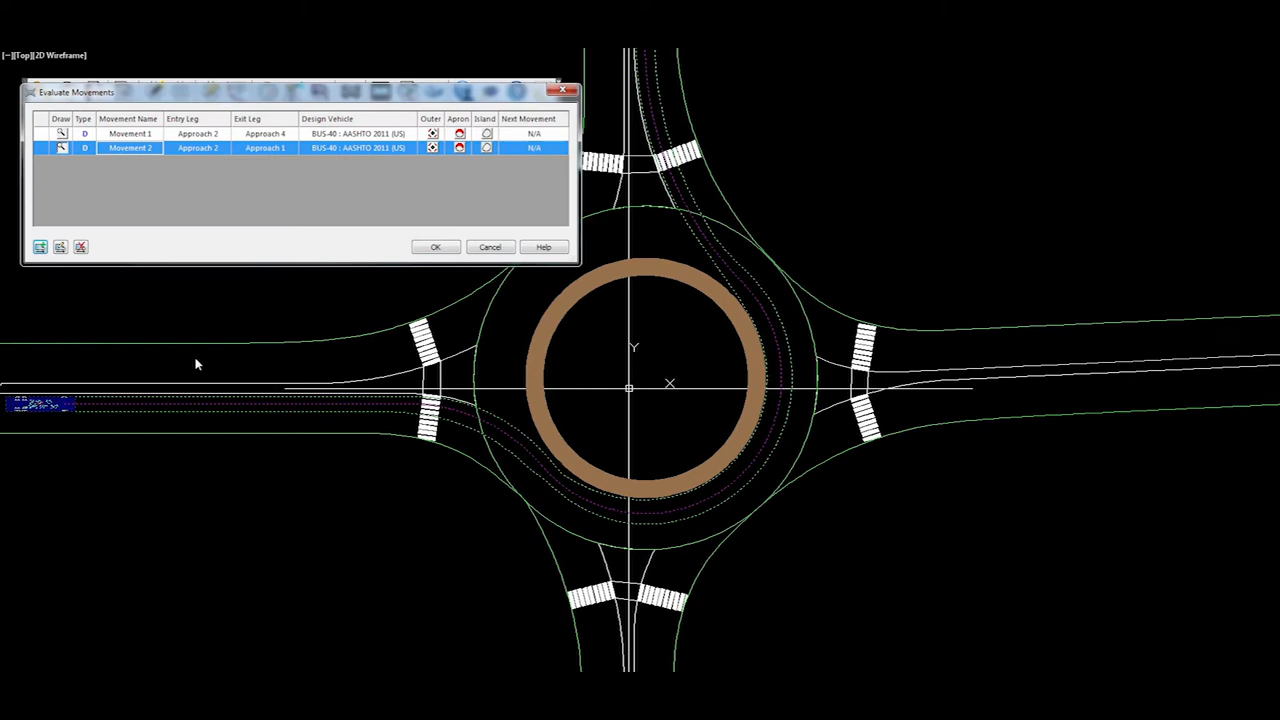 [−][Top][2D Wireframe]
Evaluate Movements
Draw Type Movement Name Entry Leg Exit Leg Design Vehicle Outer Apron Island Next Movement
D Movement 1 Approach 2 Approach 4 BUS-40 : AASHTO 2011 (US) N/A
D Movement 2 Approach 2 Approach 1 BUS-40 : AASHTO 2011 (US) N/A
OK Cancel Help
Y
X